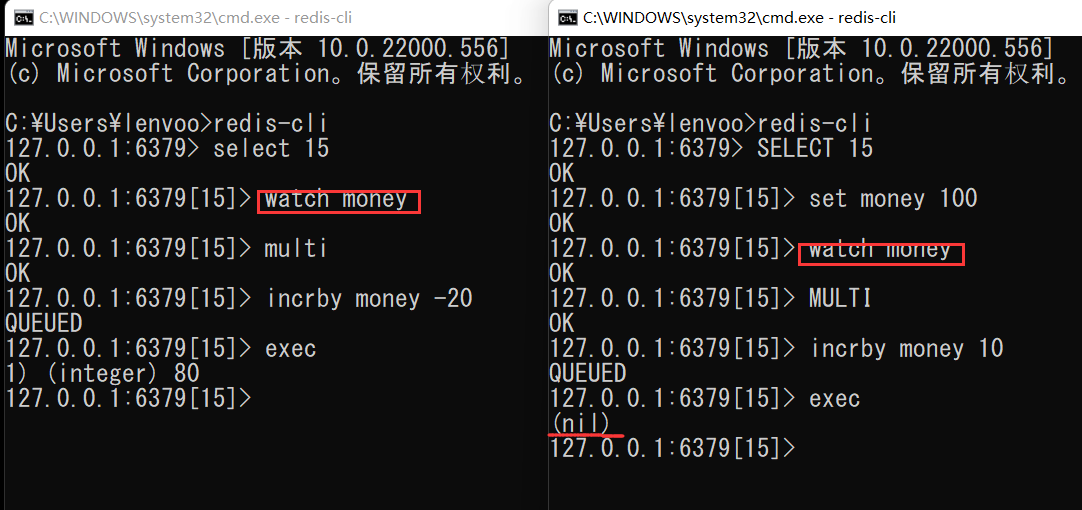 C:\WINDOWS\system32\cmd.exe - redis-cli
Microsoft Windows [版本 10.0.22000.556]
(c) Microsoft Corporation。保留所有权利。
C:¥Users¥lenvoo>redis-cli
127.0.0.1:6379> select 15
OK
127.0.0.1:6379[15]> watch money
OK
127.0.0.1:6379[15]> multi
OK
127.0.0.1:6379[15]> incrby money -20
QUEUED
127.0.0.1:6379[15]> exec
1) (integer) 80
127.0.0.1:6379[15]>
C:\WINDOWS\system32\cmd.exe - redis-cli
Microsoft Windows [版本 10.0.22000.556]
(c) Microsoft Corporation。保留所有权利。
C:¥Users¥lenvoo>redis-cli
127.0.0.1:6379> SELECT 15
OK
127.0.0.1:6379[15]> set money 100
OK
127.0.0.1:6379[15]> watch money
OK
127.0.0.1:6379[15]> MULTI
OK
127.0.0.1:6379[15]> incrby money 10
QUEUED
127.0.0.1:6379[15]> exec
(nil)
127.0.0.1:6379[15]>